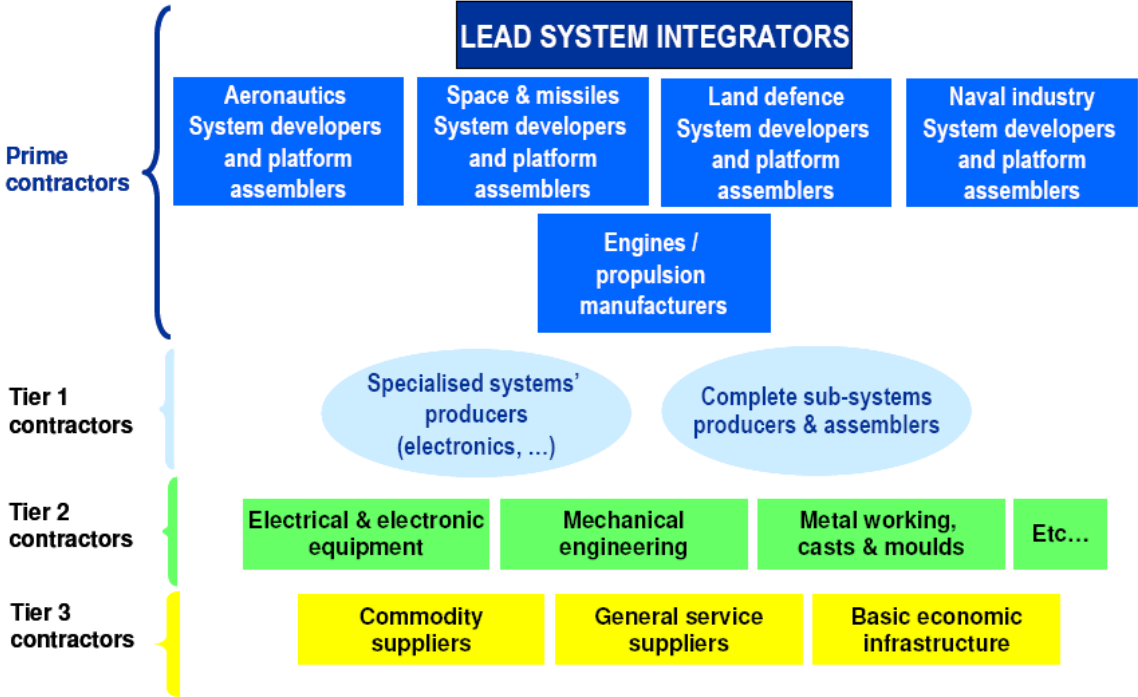 LEAD SYSTEM INTEGRATORS
Prime
contractors
Aeronautics
System developers
and platform
assemblers
Space & missiles
System developers
and platform
assemblers
Land defence
System developers
and platform
assemblers
Naval industry
System developers
and platform
assemblers
Engines /
propulsion
manufacturers
Tier 1
contractors
Specialised systems’
producers
(electronics, …)
Complete sub-systems
producers & assemblers
Tier 2
contractors
Electrical & electronic
equipment
Mechanical
engineering
Metal working,
casts & moulds
Etc…
Tier 3
contractors
Commodity
suppliers
General service
suppliers
Basic economic
infrastructure